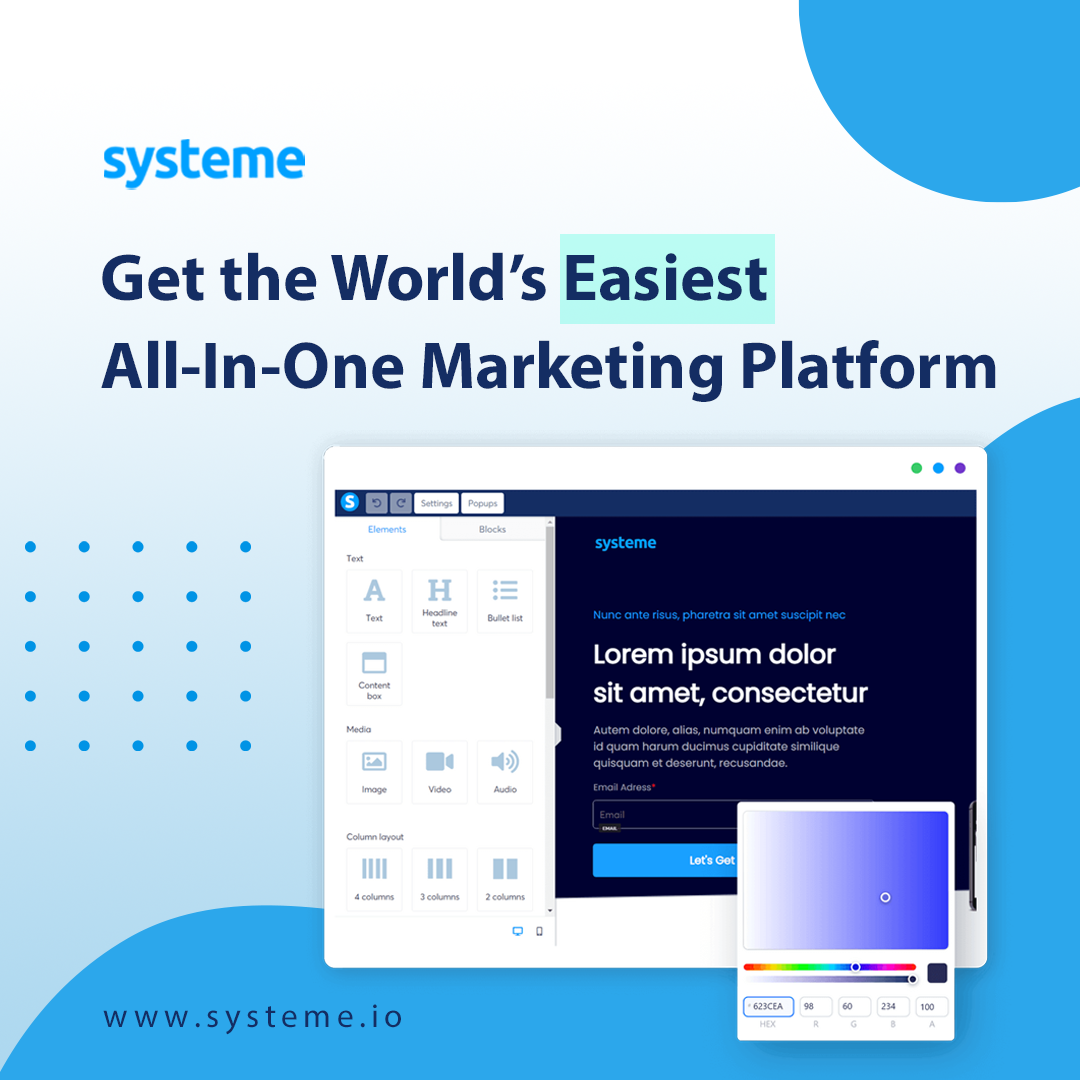 systeme
Get the World's Easiest
All-In-One Marketing Platform
S
Settings
Popups
Elements
Blocks
Text
A
Text
H
Headline
text
Bullet list
Content
box
Media
Image
Video
Audio
Column layout
4 columns
3 columns
2 columns
systeme
Nunc ante risus, pharetra sit amet suscipit nec
Lorem ipsum dolor
sit amet, consectetur
Autem dolore, alias, numquam enim ab voluptate
id quam harum ducimus cupiditate similique
quisquam et deserunt, recusandae.
Email Adress*
Email
EMAIL
Let's Get
623CEA
98
60
234
100
HEX
R
G
B
A
www.systeme.io